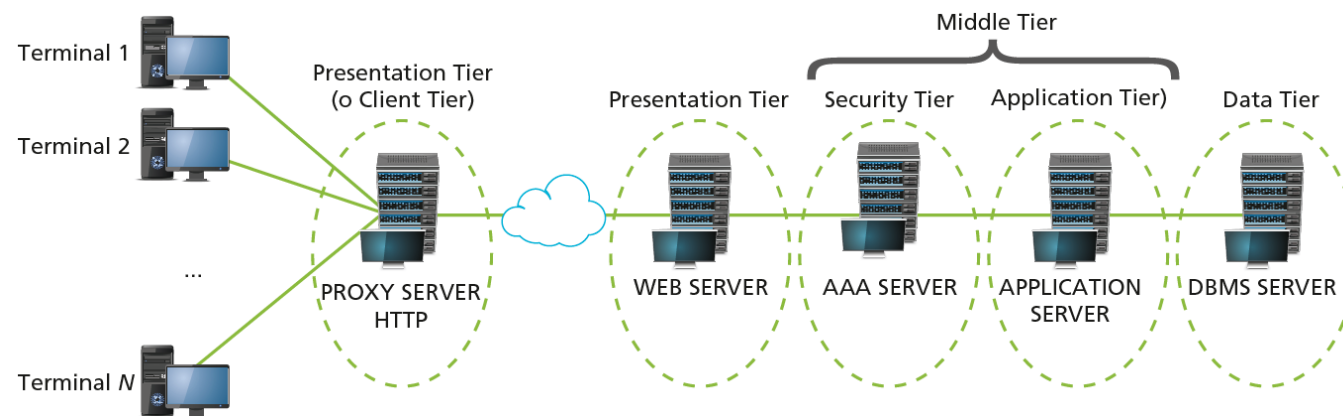 Middle Tier
Terminal 1
Presentation Tier
(o Client Tier)
Presentation Tier
Security Tier
Application Tier)
Data Tier
Terminal 2
...
PROXY SERVER
HTTP
WEB SERVER
AAA SERVER
APPLICATION
SERVER
DBMS SERVER
Terminal N